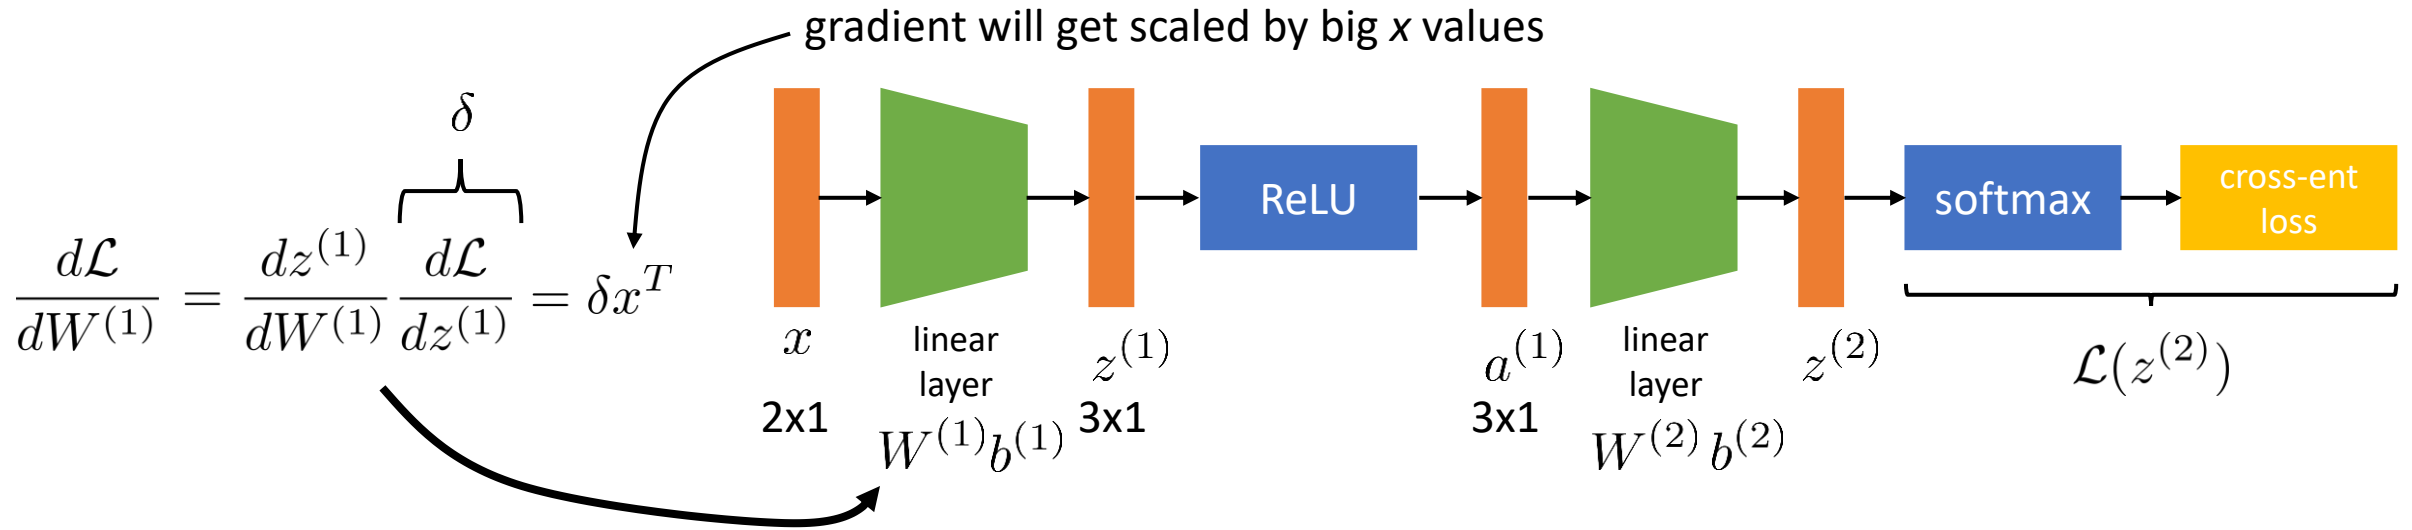 gradient will get scaled by big x values
δ
dℒ/dW^(1) = dz^(1)/dW^(1) dℒ/dz^(1) = δx^T
ReLU
softmax
cross-ent
loss
x
linear
layer
z^(1)
a^(1)
linear
layer
z^(2)
ℒ(z^(2))
2x1
W^(1) b^(1)
3x1
3x1
W^(2) b^(2)